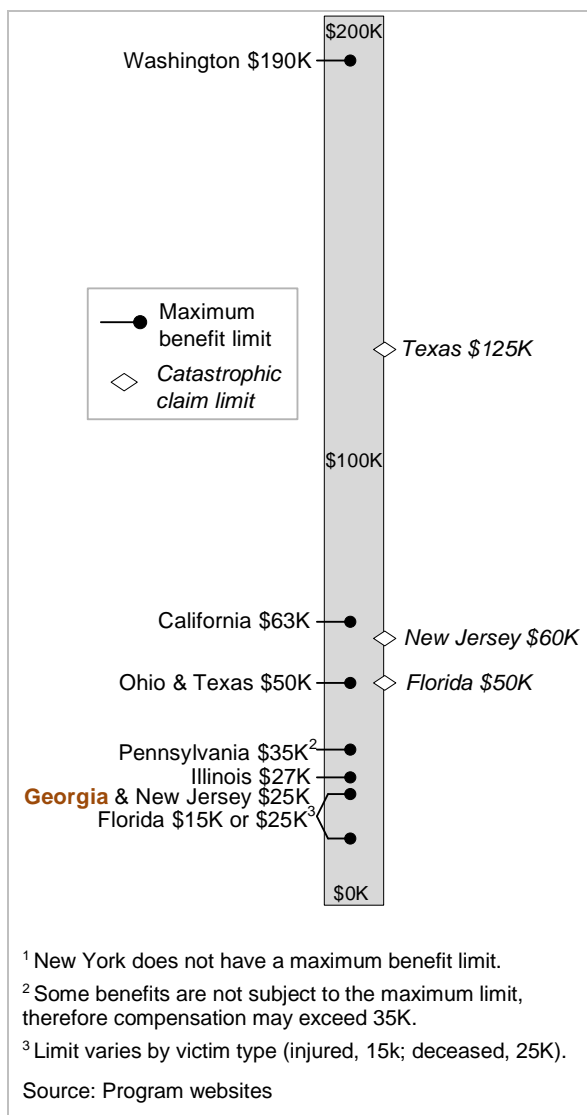 $200K
Washington $190K
Maximum
benefit limit
Catastrophic
claim limit
Texas $125K
$100K
California $63K
New Jersey $60K
Ohio & Texas $50K
Florida $50K
Pennsylvania $35K²
Illinois $27K
Georgia & New Jersey $25K
Florida $15K or $25K³
$0K
¹ New York does not have a maximum benefit limit.
² Some benefits are not subject to the maximum limit,
therefore compensation may exceed 35K.
³ Limit varies by victim type (injured, 15k; deceased, 25K).
Source: Program websites